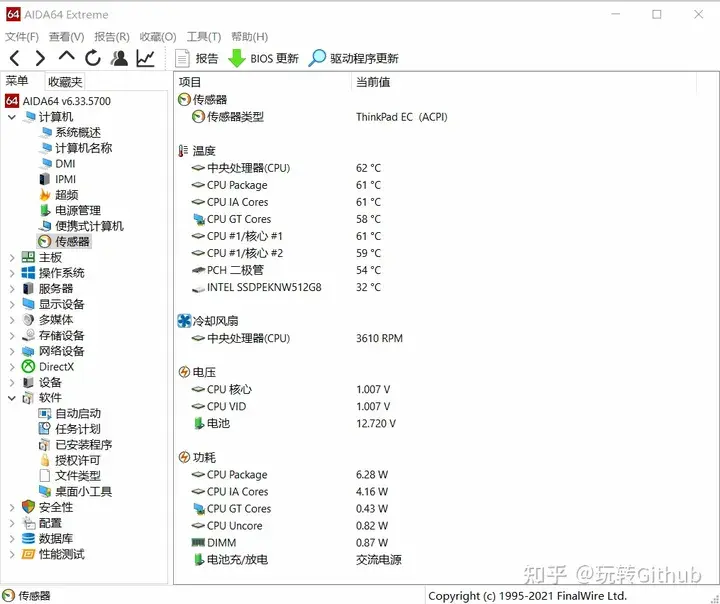 64 AIDA64 Extreme
文件(F) 查看(V) 报告(R) 收藏(O) 工具(T) 帮助(H)
报告 BIOS 更新 驱动程序更新
菜单 收藏夹
项目 当前值
64 AIDA64 v6.33.5700
计算机
系统概述
计算机名称
DMI
IPMI
超频
电源管理
便携式计算机
传感器
主板
操作系统
服务器
显示设备
多媒体
存储设备
网络设备
DirectX
设备
软件
自动启动
任务计划
已安装程序
授权许可
文件类型
桌面小工具
安全性
配置
数据库
性能测试
传感器
传感器类型 ThinkPad EC (ACPI)
温度
中央处理器(CPU) 62 °C
CPU Package 61 °C
CPU IA Cores 61 °C
CPU GT Cores 58 °C
CPU #1/核心 #1 61 °C
CPU #1/核心 #2 59 °C
PCH 二极管 54 °C
INTEL SSDPEKNW512G8 32 °C
冷却风扇
中央处理器(CPU) 3610 RPM
电压
CPU 核心 1.007 V
CPU VID 1.007 V
电池 12.720 V
功耗
CPU Package 6.28 W
CPU IA Cores 4.16 W
CPU GT Cores 0.43 W
CPU Uncore 0.82 W
DIMM 0.87 W
电池充/放电 交流电源
知乎 @玩转Github
传感器 Copyright (c) 1995-2021 FinalWire Ltd.